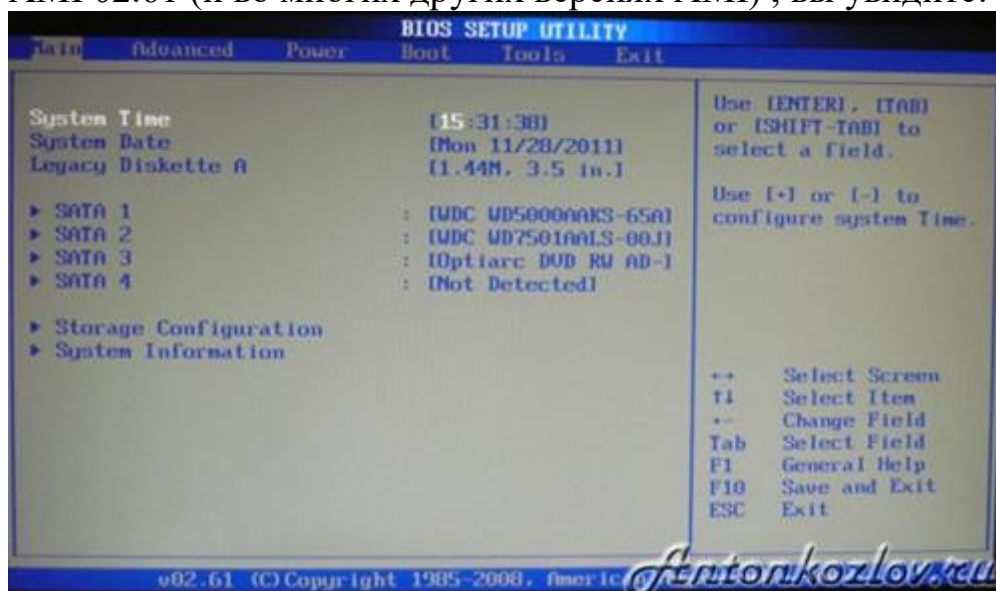 AMI 02.61 (и во многих других версиях AMI) , вы увидите:
BIOS SETUP UTILITY
Main Advanced Power Boot Tools Exit
System Time [15:31:38]
System Date [Mon 11/28/2011]
Legacy Diskette A [1.44M, 3.5 in.]
► SATA 1 : [WDC WD5000AAKS-65A]
► SATA 2 : [WDC WD7501AALS-00J]
► SATA 3 : [Optiarc DVD RW AD-]
► SATA 4 : [Not Detected]
► Storage Configuration
► System Information
Use [ENTER], [TAB]
or [SHIFT-TAB] to
select a field.
Use [+] or [-] to
configure system Time.
←→ Select Screen
↑↓ Select Item
+- Change Field
Tab Select Field
F1 General Help
F10 Save and Exit
ESC Exit
v02.61 (C)Copyright 1985-2008, Americ
Antonkozlov.ru